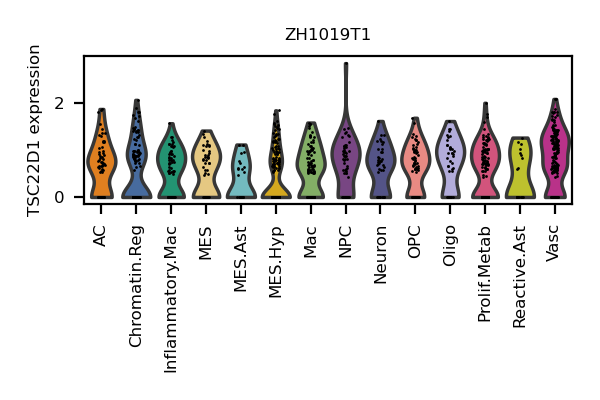 ZH1019T1
TSC22D1 expression
2
0
AC
Chromatin.Reg
Inflammatory.Mac
MES
MES.Ast
MES.Hyp
Mac
NPC
Neuron
OPC
Oligo
Prolif.Metab
Reactive.Ast
Vasc